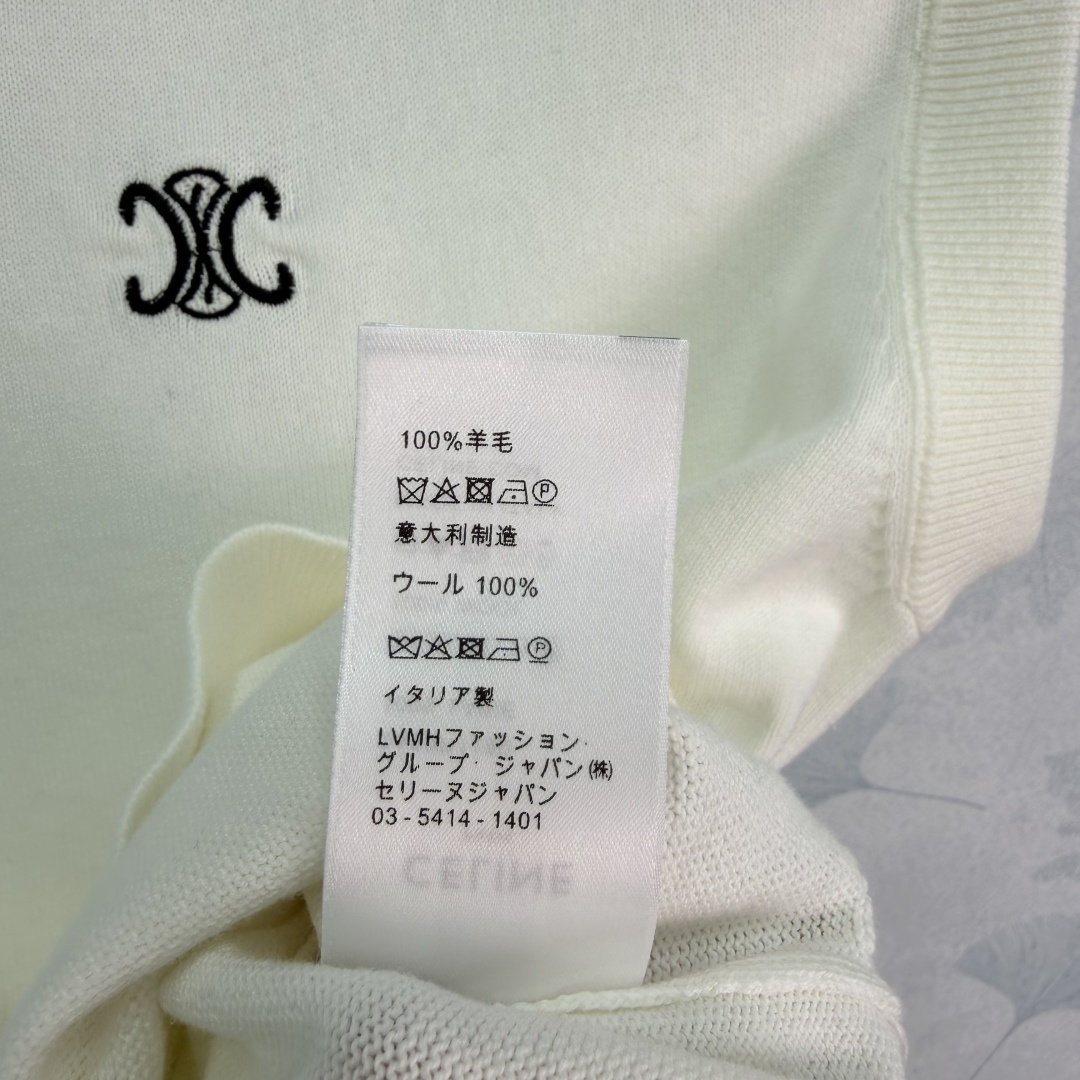 100%羊毛
意大利制造
ウール 100%
イタリア製
LVMHファッション・
グループ・ジャパン㈱
セリーヌジャパン
03-5414-1401
CELINE